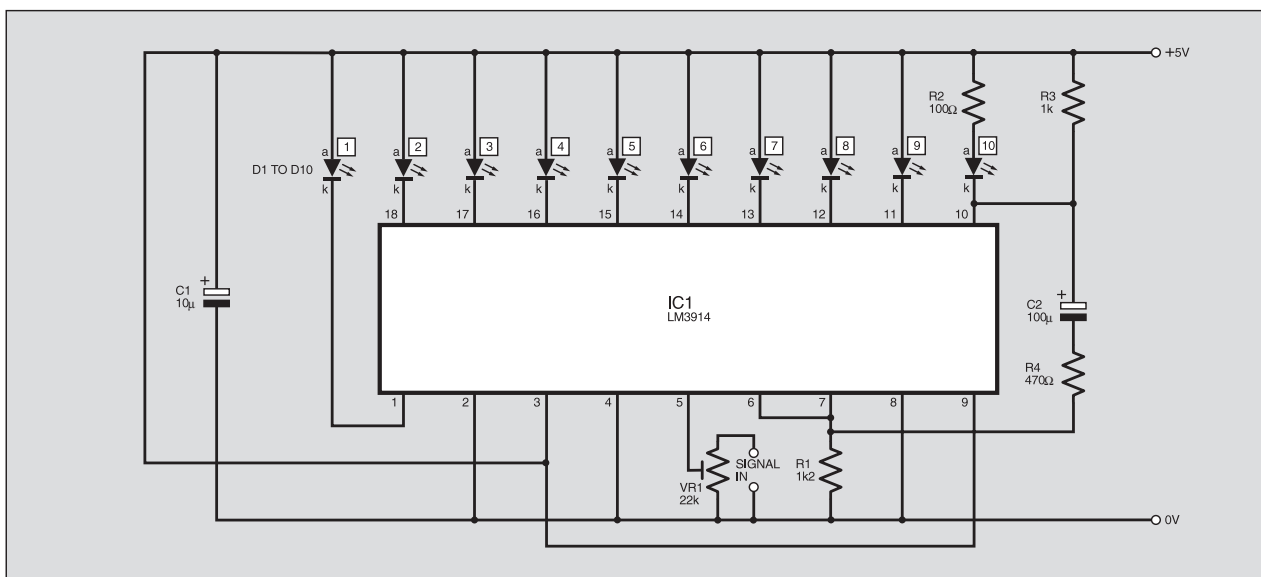 +5V
R2
100Ω
R3
1k
a a a a a a a a a a
1 2 3 4 5 6 7 8 9 10
D1 TO D10
k k k k k k k k k k
18 17 16 15 14 13 12 11 10
C1
10µ
+
IC1
LM3914
C2
100µ
+
R4
470Ω
1 2 3 4 5 6 7 8 9
VR1
22k
SIGNAL
IN
R1
1k2
0V